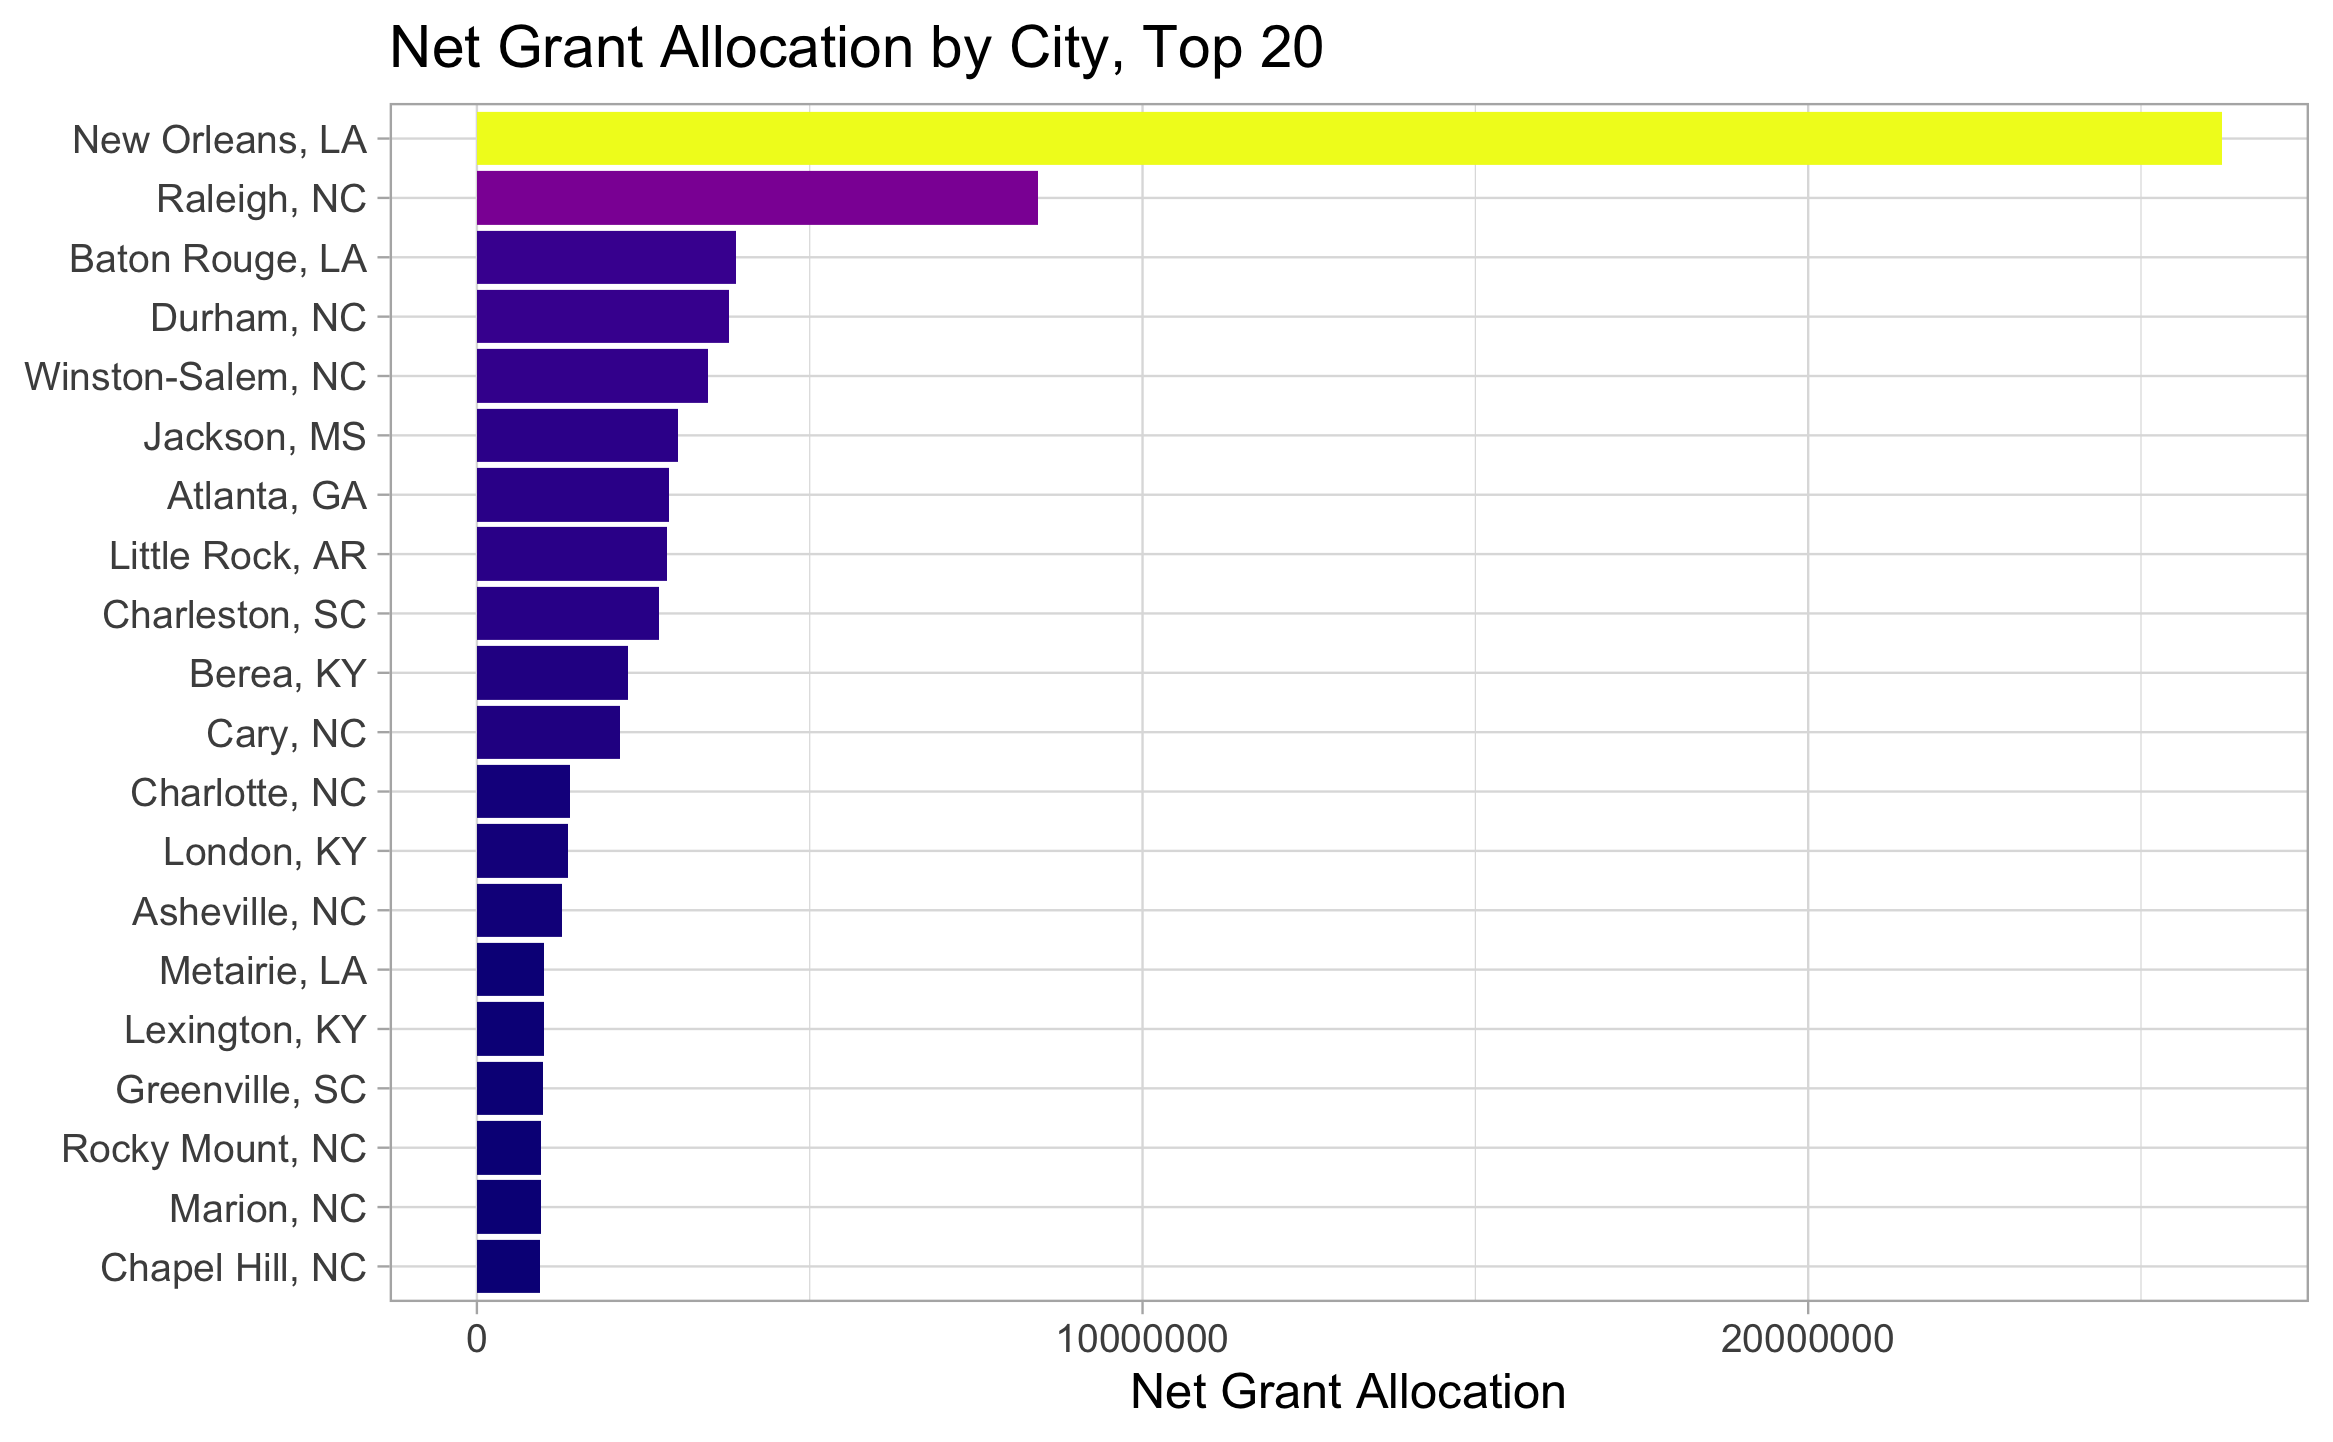 Net Grant Allocation by City, Top 20
New Orleans, LA
Raleigh, NC
Baton Rouge, LA
Durham, NC
Winston-Salem, NC
Jackson, MS
Atlanta, GA
Little Rock, AR
Charleston, SC
Berea, KY
Cary, NC
Charlotte, NC
London, KY
Asheville, NC
Metairie, LA
Lexington, KY
Greenville, SC
Rocky Mount, NC
Marion, NC
Chapel Hill, NC
0 10000000 20000000
Net Grant Allocation